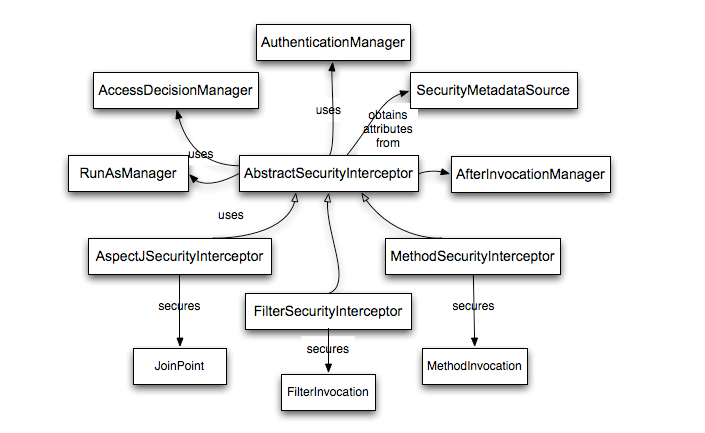 AuthenticationManager
AccessDecisionManager
SecurityMetadataSource
uses
obtains
attributes
from
uses
RunAsManager
AbstractSecurityInterceptor
AfterInvocationManager
uses
AspectJSecurityInterceptor
MethodSecurityInterceptor
FilterSecurityInterceptor
secures
secures
secures
JoinPoint
MethodInvocation
FilterInvocation